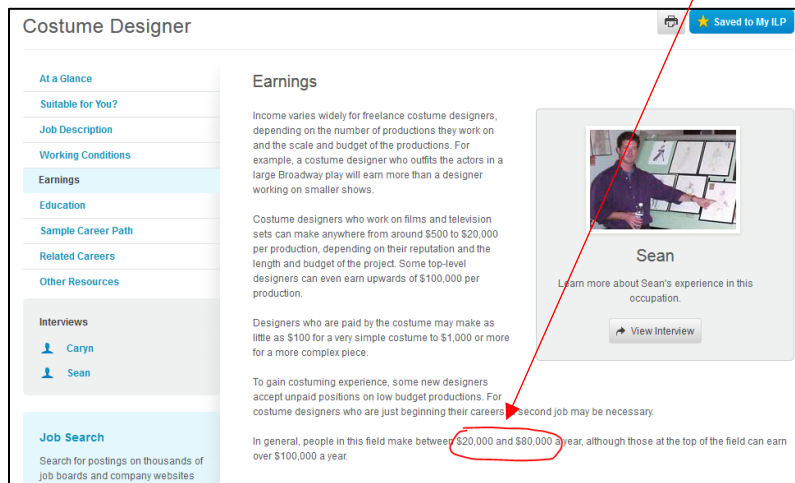 Costume Designer
Saved to My ILP
At a Glance
Suitable for You?
Job Description
Working Conditions
Earnings
Education
Sample Career Path
Related Careers
Other Resources
Interviews
Caryn
Sean
Job Search
Search for postings on thousands of
job boards and company websites
Earnings
Income varies widely for freelance costume designers,
depending on the number of productions they work on
and the scale and budget of the productions. For
example, a costume designer who outfits the actors in a
large Broadway play will earn more than a designer
working on smaller shows.
Costume designers who work on films and television
sets can make anywhere from around $500 to $20,000
per production, depending on their reputation and the
length and budget of the project. Some top-level
designers can even earn upwards of $100,000 per
production.
Designers who are paid by the costume may make as
little as $100 for a very simple costume to $1,000 or more
for a more complex piece.
To gain costuming experience, some new designers
accept unpaid positions on low budget productions. For
costume designers who are just beginning their careers second job may be necessary.
In general, people in this field make between $20,000 and $80,000 a year, although those at the top of the field can earn
over $100,000 a year.
Sean
Learn more about Sean's experience in this
occupation.
View Interview